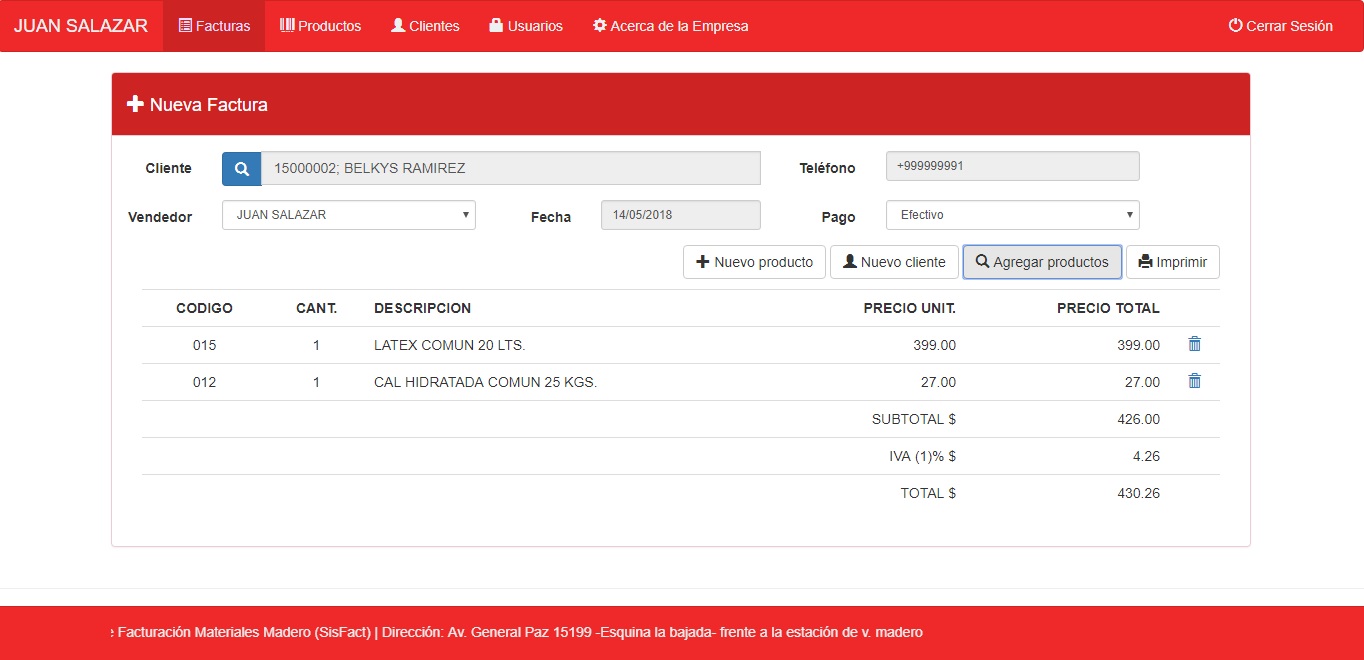 JUAN SALAZAR Facturas Productos Clientes Usuarios Acerca de la Empresa Cerrar Sesión
Nueva Factura
Cliente 15000002; BELKYS RAMIREZ Teléfono +999999991
Vendedor JUAN SALAZAR Fecha 14/05/2018 Pago Efectivo
Nuevo producto Nuevo cliente Agregar productos Imprimir
CODIGO CANT. DESCRIPCION PRECIO UNIT. PRECIO TOTAL
015 1 LATEX COMUN 20 LTS. 399.00 399.00
012 1 CAL HIDRATADA COMUN 25 KGS. 27.00 27.00
SUBTOTAL $ 426.00
IVA (1)% $ 4.26
TOTAL $ 430.26
Facturación Materiales Madero (SisFact) | Dirección: Av. General Paz 15199 -Esquina la bajada- frente a la estación de v. madero